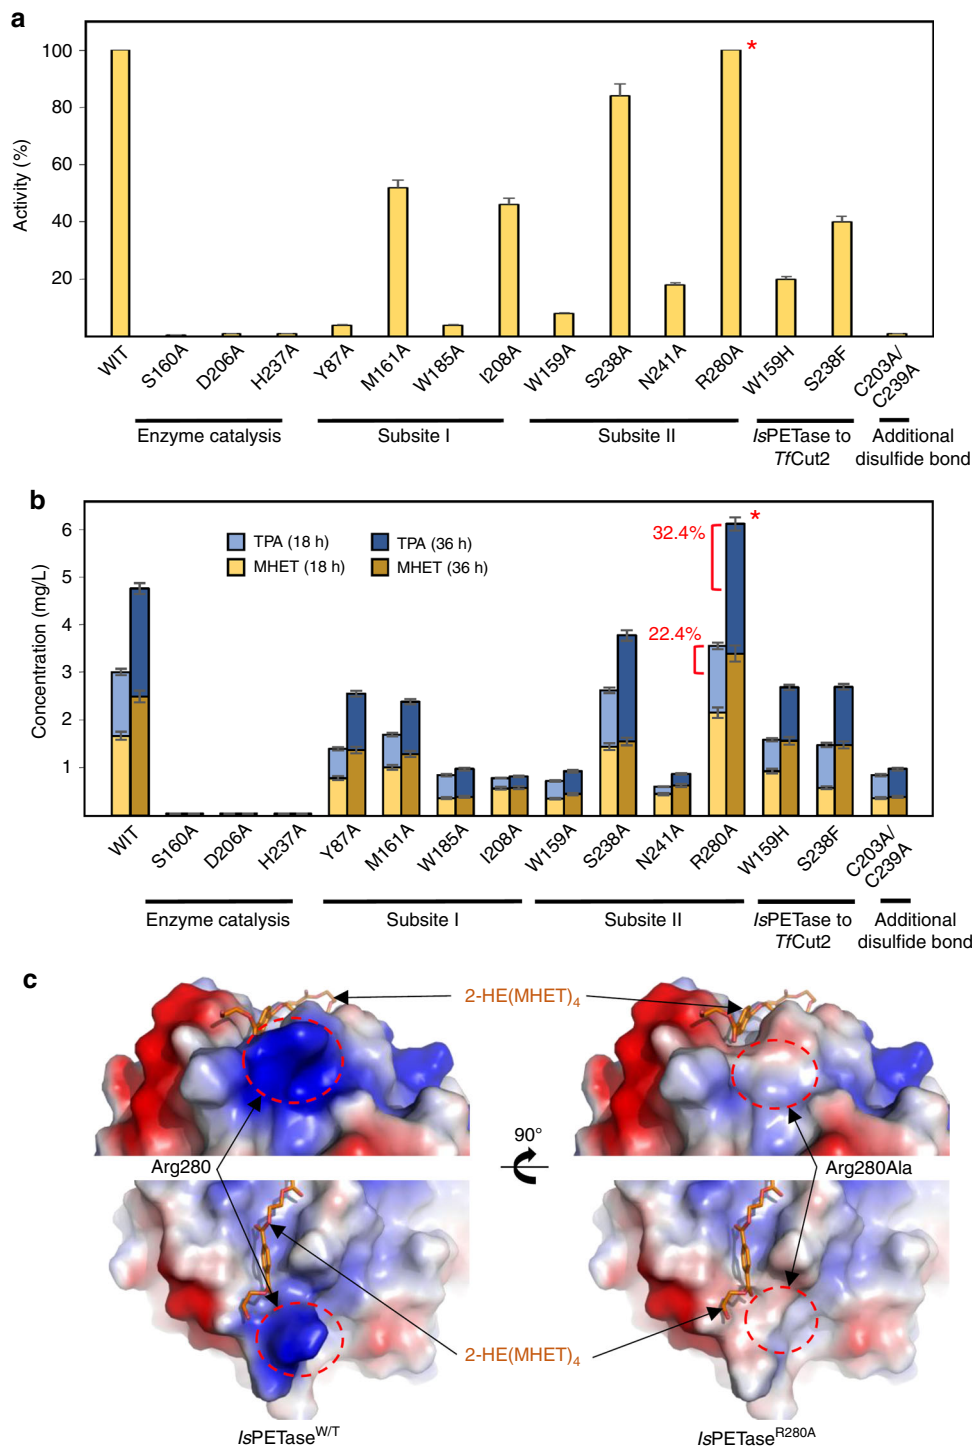 a
Activity (%)
100
80
60
40
20
*
WIT
S160A
D206A
H237A
Y87A
M161A
W185A
I208A
W159A
S238A
N241A
R280A
W159H
S238F
C203A/
C239A
Enzyme catalysis
Subsite I
Subsite II
IsPETase to
TfCut2
Additional
disulfide bond
b
Concentration (mg/L)
6
5
4
3
2
1
TPA (18 h)
TPA (36 h)
MHET (18 h)
MHET (36 h)
32.4%
*
22.4%
WIT
S160A
D206A
H237A
Y87A
M161A
W185A
I208A
W159A
S238A
N241A
R280A
W159H
S238F
C203A/
C239A
Enzyme catalysis
Subsite I
Subsite II
IsPETase to
TfCut2
Additional
disulfide bond
c
2-HE(MHET)4
Arg280
90°
Arg280Ala
2-HE(MHET)4
IsPETaseW/T
IsPETaseR280A